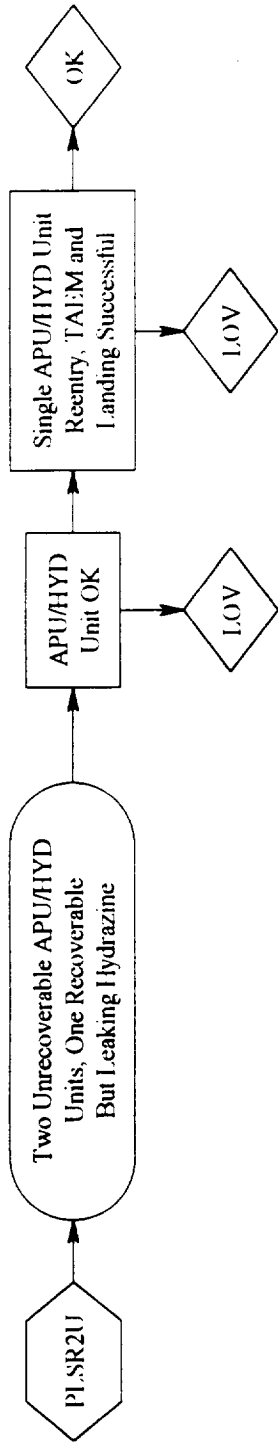 PLSR2U
Two Unrecoverable APU/HYD
Units, One Recoverable
But Leaking Hydrazine
APU/HYD
Unit OK
LOV
Single APU/HYD Unit
Reentry, TAEM and
Landing Successful
LOV
OK